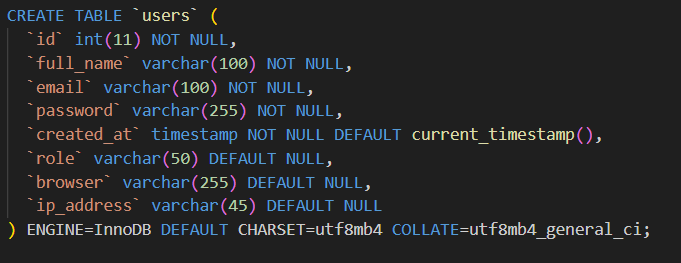 CREATE TABLE `users` (
  `id` int(11) NOT NULL,
  `full_name` varchar(100) NOT NULL,
  `email` varchar(100) NOT NULL,
  `password` varchar(255) NOT NULL,
  `created_at` timestamp NOT NULL DEFAULT current_timestamp(),
  `role` varchar(50) DEFAULT NULL,
  `browser` varchar(255) DEFAULT NULL,
  `ip_address` varchar(45) DEFAULT NULL
) ENGINE=InnoDB DEFAULT CHARSET=utf8mb4 COLLATE=utf8mb4_general_ci;